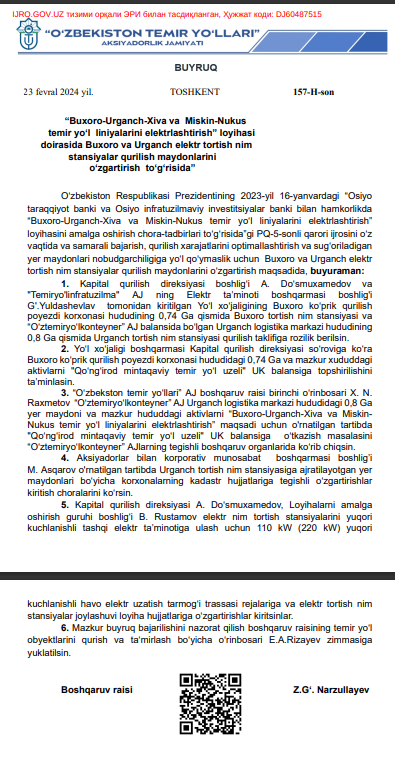 IJRO.GOV.UZ тизими орқали ЭРИ билан тасдиқланган, Ҳужжат коди: DJ60487515
“O‘ZBEKISTON TEMIR YO‘LLARI”
AKSIYADORLIK JAMIYATI
BUYRUQ
23 fevral 2024 yil. TOSHKENT 157-H-son
“Buxoro-Urganch-Xiva va Miskin-Nukus
temir yo‘l liniyalarini elektrlashtirish” loyihasi
doirasida Buxoro va Urganch elektr tortish nim
stansiyalar qurilish maydonlarini
o‘zgartirish to‘g‘risida”
O‘zbekiston Respublikasi Prezidentining 2023-yil 16-yanvardagi “Osiyo
taraqqiyot banki va Osiyo infratuzilmaviy investitsiyalar banki bilan hamkorlikda
“Buxoro-Urganch-Xiva va Miskin-Nukus temir yo‘l liniyalarini elektrlashtirish”
loyihasini amalga oshirish chora-tadbirlari to‘g‘risida”gi PQ-5-sonli qarori ijrosini o‘z
vaqtida va samarali bajarish, qurilish xarajatlarini optimallashtirish va sug‘oriladigan
yer maydonlari nobudgarchiligiga yo‘l qo‘ymaslik uchun Buxoro va Urganch elektr
tortish nim stansiyalar qurilish maydonlarini o‘zgartirish maqsadida, buyuraman:
1. Kapital qurilish direksiyasi boshlig‘i A. Do‘smuxamedov va
"Temiryo‘linfratuzilma" AJ ning Elektr ta’minoti boshqarmasi boshlig‘i
G‘.Yuldashevlav tomonidan kiritilgan Yo‘l xo‘jaligining Buxoro ko‘prik qurilish
poyezdi korxonasi hududining 0,74 Ga qismida Buxoro tortish nim stansiyasi va
“O‘ztemiryo‘lkonteyner” AJ balansida bo‘lgan Urganch logistika markazi hududining
0,8 Ga qismida Urganch tortish nim stansiyasi qurilish taklifiga rozilik berilsin.
2. Yo‘l xo‘jaligi boshqarmasi Kapital qurilish direksiyasi so‘roviga ko‘ra
Buxoro ko‘prik qurilish poyezdi korxonasi hududidagi 0,74 Ga va mazkur xududdagi
aktivlarni "Qo‘ng‘irod mintaqaviy temir yo‘l uzeli" UK balansiga topshirilishini
ta’minlasin.
3. “O‘zbekston temir yo‘llari” AJ boshqaruv raisi birinchi o‘rinbosari X. N.
Raxmetov “O‘ztemiryo‘lkonteyner” AJ Urganch logistika markazi hududidagi 0,8 Ga
yer maydoni va mazkur hududdagi aktivlarni “Buxoro-Urganch-Xiva va Miskin-
Nukus temir yo‘l liniyalarini elektrlashtirish” maqsadi uchun o‘rnatilgan tartibda
"Qo‘ng‘irod mintaqaviy temir yo‘l uzeli" UK balansiga o‘tkazish masalasini
“O‘ztemiryo‘lkonteyner” AJlarning tegishli boshqaruv organlarida ko‘rib chiqsin.
4. Aksiyadorlar bilan korporativ munosabat boshqarmasi boshlig‘i
M. Asqarov o‘rnatilgan tartibda Urganch tortish nim stansiyasiga ajratilayotgan yer
maydonlari bo‘yicha korxonalarning kadastr hujjatlariga tegishli o‘zgartirishlar
kiritish choralarini ko‘rsin.
5. Kapital qurilish direksiyasi A. Do‘smuxamedov, Loyihalarni amalga
oshirish guruhi boshlig‘i B. Rustamov elektr nim tortish stansiyalarini yuqori
kuchlanishli tashqi elektr ta’minotiga ulash uchun 110 kW (220 kW) yuqori
kuchlanishli havo elektr uzatish tarmog‘i trassasi rejalariga va elektr tortish nim
stansiyalar joylashuvi loyiha hujjatlariga o‘zgartirishlar kiritsinlar.
6. Mazkur buyruq bajarilishini nazorat qilish boshqaruv raisining temir yo‘l
obyektlarini qurish va ta’mirlash bo‘yicha o‘rinbosari E.A.Rizayev zimmasiga
yuklatilsin.
Boshqaruv raisi Z.G‘. Narzullayev